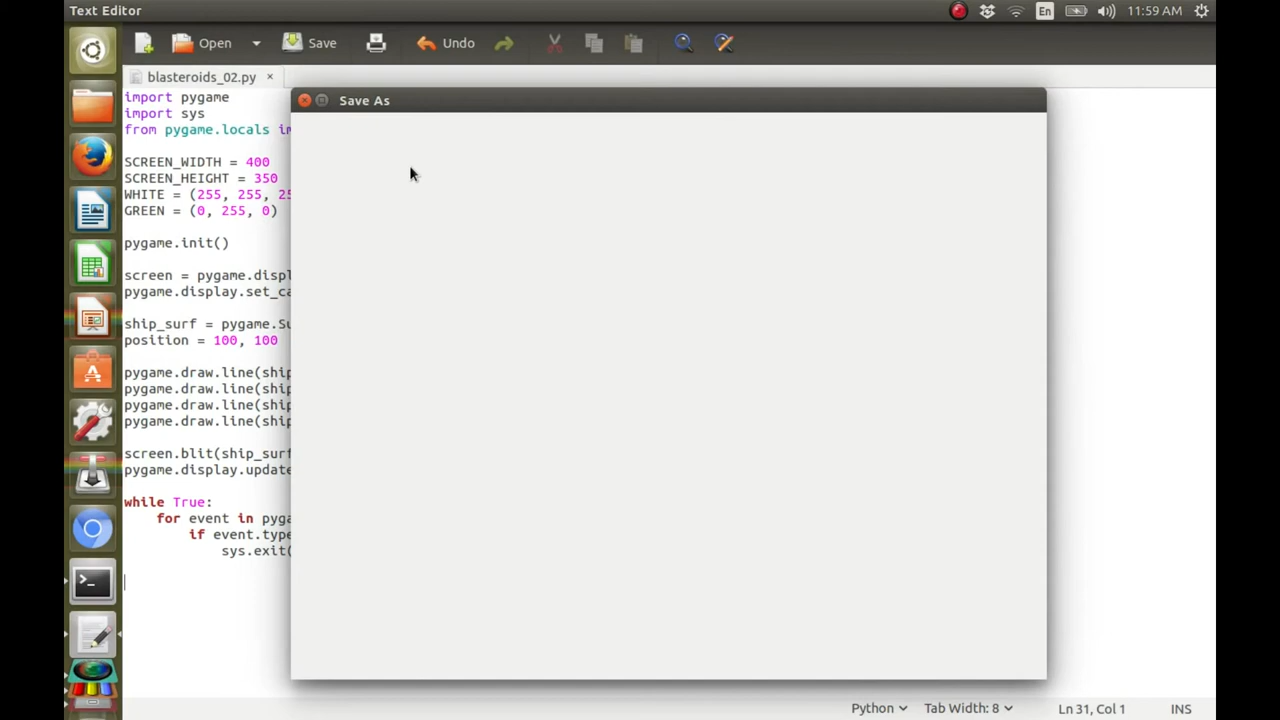 Text Editor
En
11:59 AM
Open
Save
Undo
blasteroids_02.py ×
Save As
import pygame
import sys
from pygame.locals im
SCREEN_WIDTH = 400
SCREEN_HEIGHT = 350
WHITE = (255, 255, 25
GREEN = (0, 255, 0)
pygame.init()
screen = pygame.displ
pygame.display.set_ca
ship_surf = pygame.Su
position = 100, 100
pygame.draw.line(ship
pygame.draw.line(ship
pygame.draw.line(ship
pygame.draw.line(ship
screen.blit(ship_surf
pygame.display.update
while True:
for event in pyga
if event.type
sys.exit(
Python
Tab Width: 8
Ln 31, Col 1
INS